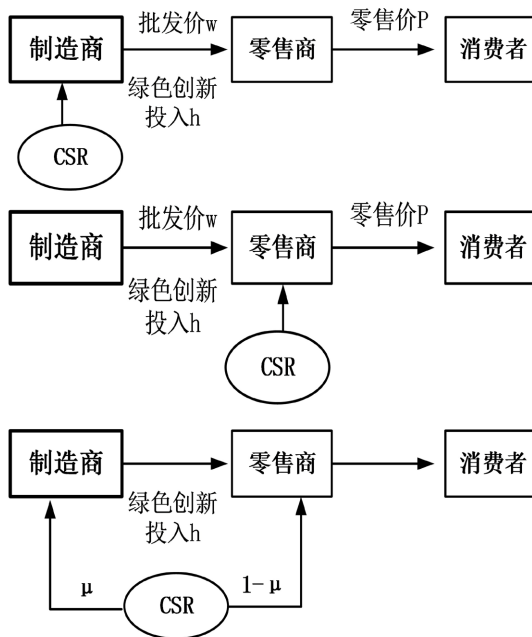 批发价w
零售价P
制造商
零售商
消费者
绿色创新
投入h
CSR
批发价w
零售价P
制造商
零售商
消费者
绿色创新
投入h
CSR
制造商
零售商
消费者
绿色创新
投入h
μ
CSR
1-μ